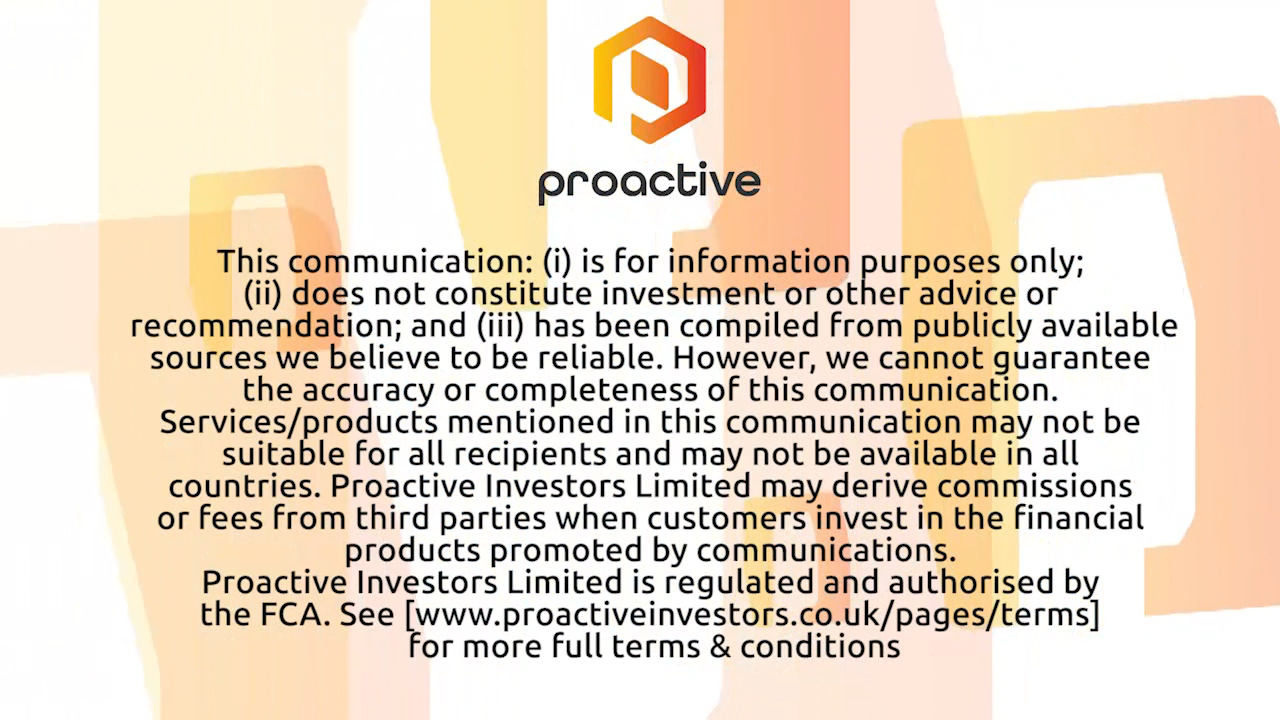 proactive
This communication: (i) is for information purposes only;
(ii) does not constitute investment or other advice or
recommendation; and (iii) has been compiled from publicly available
sources we believe to be reliable. However, we cannot guarantee
the accuracy or completeness of this communication.
Services/products mentioned in this communication may not be
suitable for all recipients and may not be available in all
countries. Proactive Investors Limited may derive commissions
or fees from third parties when customers invest in the financial
products promoted by communications.
Proactive Investors Limited is regulated and authorised by
the FCA. See [www.proactiveinvestors.co.uk/pages/terms]
for more full terms & conditions